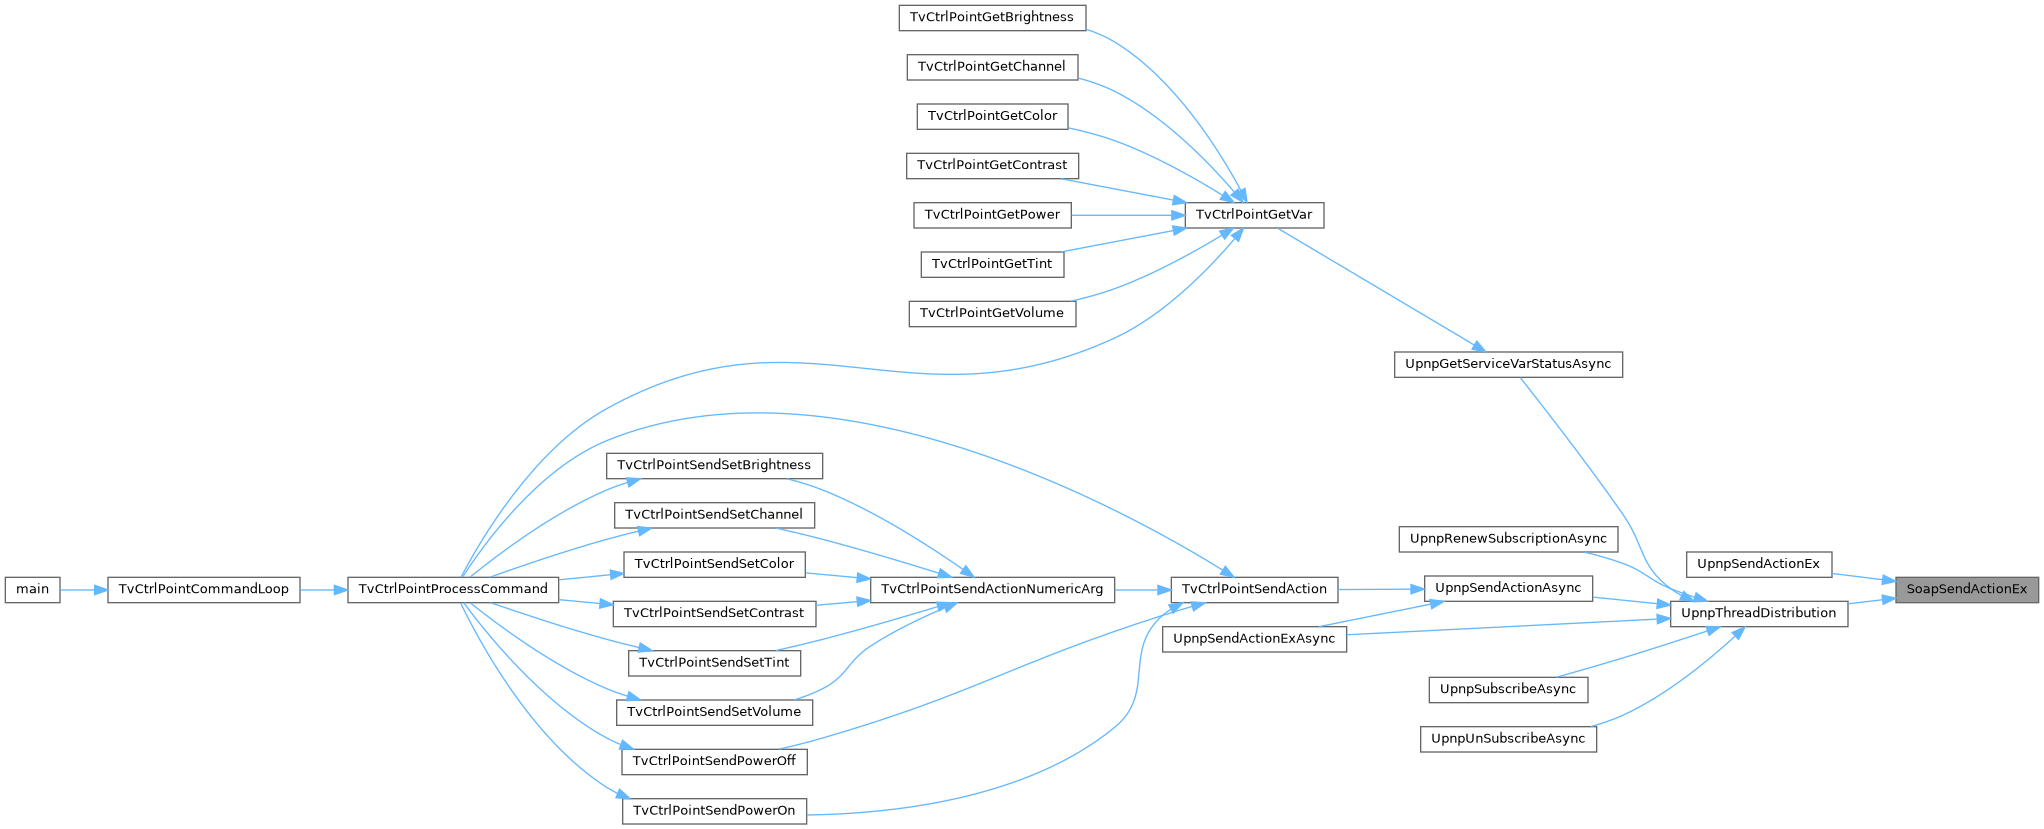 TvCtrlPointGetBrightness
TvCtrlPointGetChannel
TvCtrlPointGetColor
TvCtrlPointGetContrast
TvCtrlPointGetPower
TvCtrlPointGetVar
TvCtrlPointGetTint
TvCtrlPointGetVolume
UpnpGetServiceVarStatusAsync
TvCtrlPointSendSetBrightness
TvCtrlPointSendSetChannel
UpnpRenewSubscriptionAsync
TvCtrlPointSendSetColor
UpnpSendActionEx
main
TvCtrlPointCommandLoop
TvCtrlPointProcessCommand
TvCtrlPointSendActionNumericArg
TvCtrlPointSendAction
UpnpSendActionAsync
SoapSendActionEx
TvCtrlPointSendSetContrast
UpnpThreadDistribution
UpnpSendActionExAsync
TvCtrlPointSendSetTint
UpnpSubscribeAsync
TvCtrlPointSendSetVolume
UpnpUnSubscribeAsync
TvCtrlPointSendPowerOff
TvCtrlPointSendPowerOn